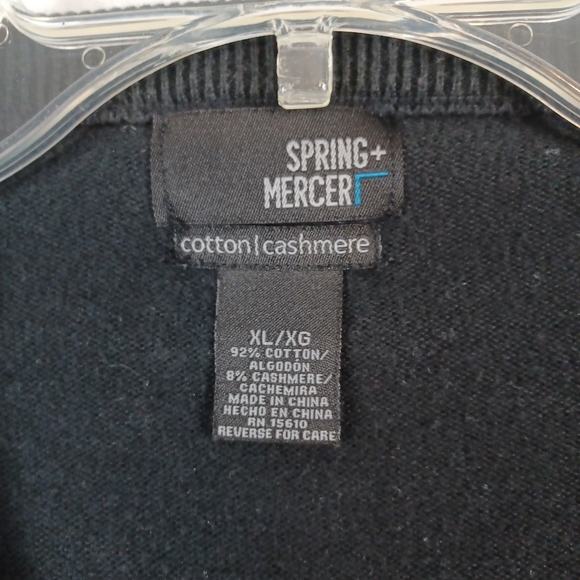 SPRING+
MERCER
cotton|cashmere
XL/XG
92% COTTON/
ALGODÓN
8% CASHMERE/
CACHEMIRA
MADE IN CHINA
HECHO EN CHINA
RN 15610
REVERSE FOR CARE